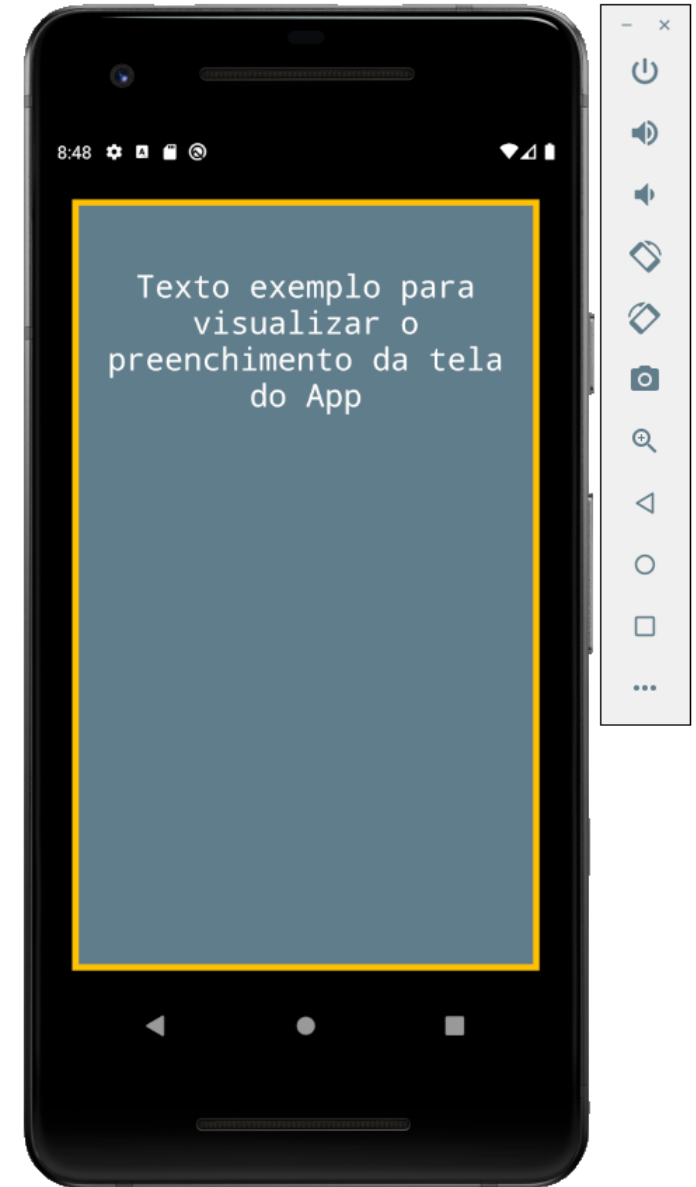 8:48
Texto exemplo para
visualizar o
preenchimento da tela
do App